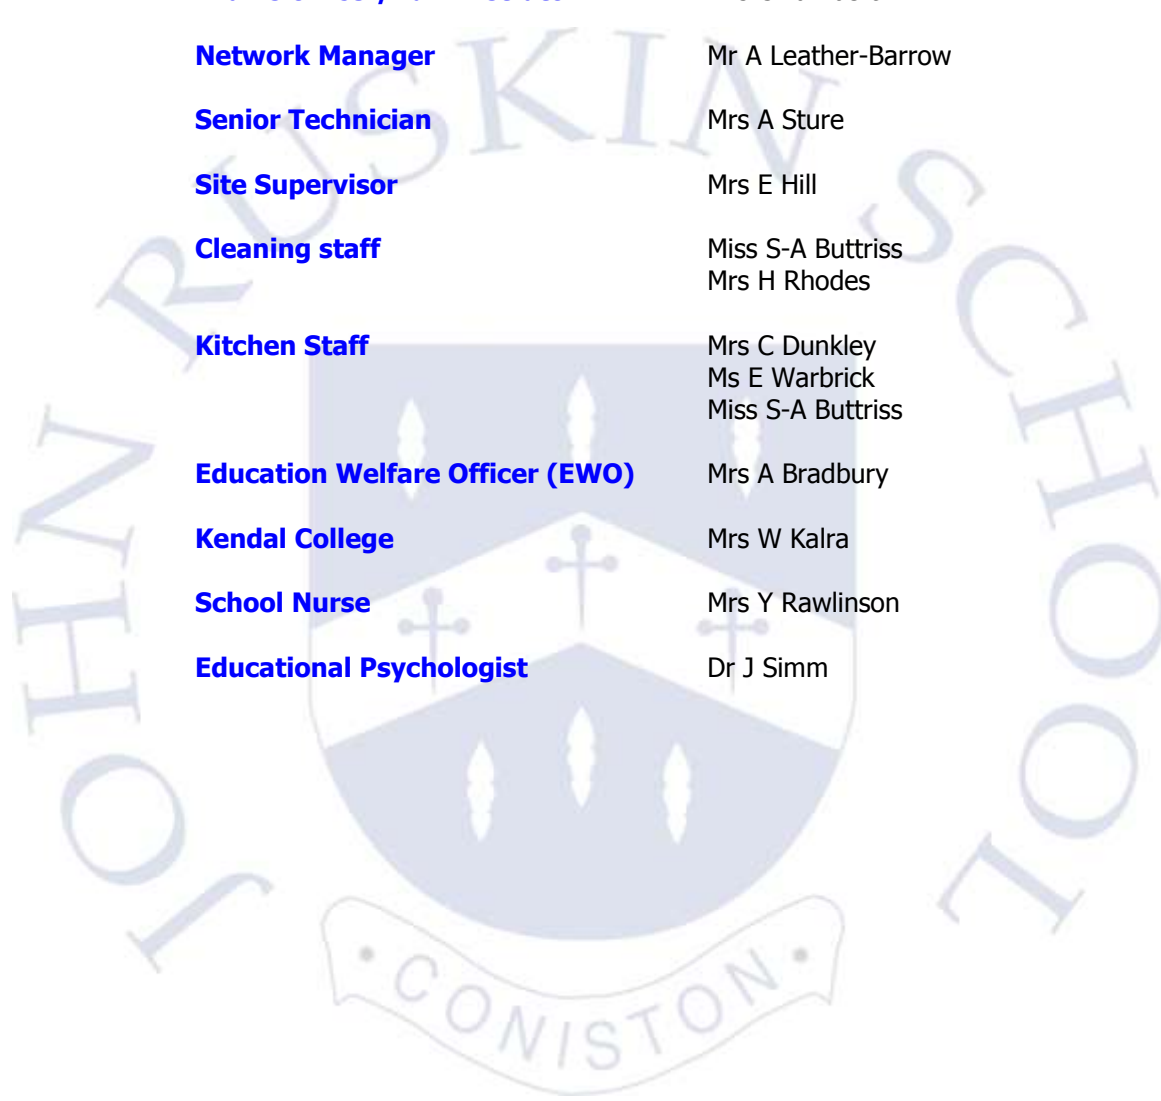 Network Manager Mr A Leather-Barrow
Senior Technician Mrs A Sture
Site Supervisor Mrs E Hill
Cleaning staff Miss S-A Buttriss
Mrs H Rhodes
Kitchen Staff Mrs C Dunkley
Ms E Warbrick
Miss S-A Buttriss
Education Welfare Officer (EWO) Mrs A Bradbury
Kendal College Mrs W Kalra
School Nurse Mrs Y Rawlinson
Educational Psychologist Dr J Simm
JOHN RUSKIN SCHOOL
• CONISTON •